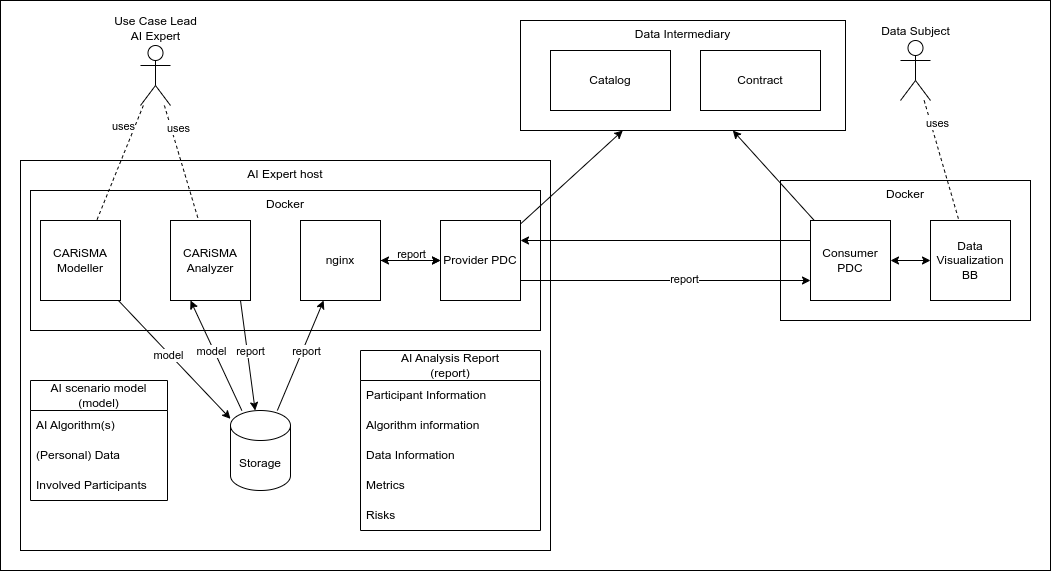 Use Case Lead
AI Expert
Data Intermediary
Data Subject
Catalog
Contract
uses
uses
uses
AI Expert host
Docker
Docker
CARiSMA
Modeller
CARiSMA
Analyzer
nginx
report
Provider PDC
Consumer
PDC
Data
Visualization
BB
report
model
model
report
report
AI scenario model
(model)
AI Algorithm(s)
(Personal) Data
Involved Participants
Storage
AI Analysis Report
(report)
Participant Information
Algorithm information
Data Information
Metrics
Risks